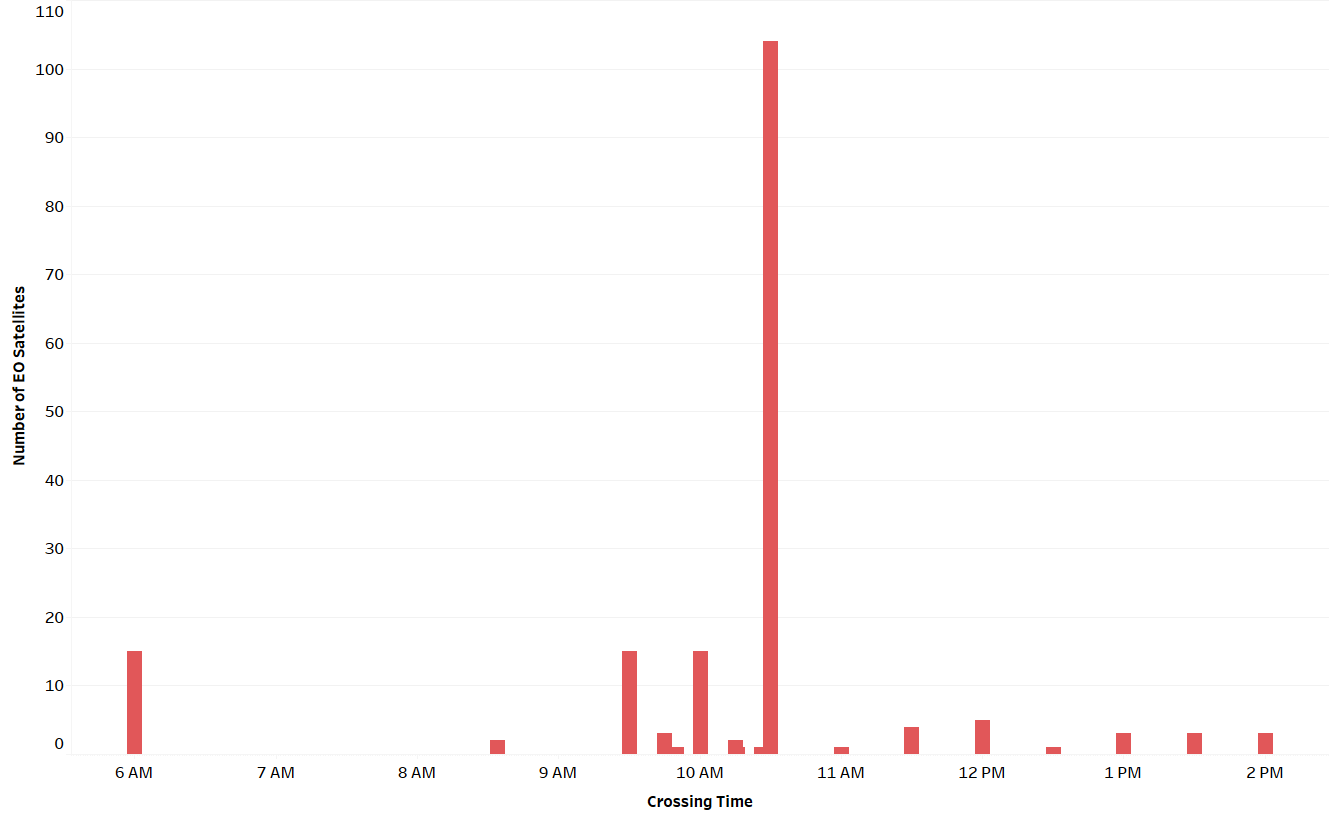 110
100
90
80
70
60
50
40
30
20
10
0
Number of EO Satellites
6 AM
7 AM
8 AM
9 AM
10 AM
11 AM
12 PM
1 PM
2 PM
Crossing Time